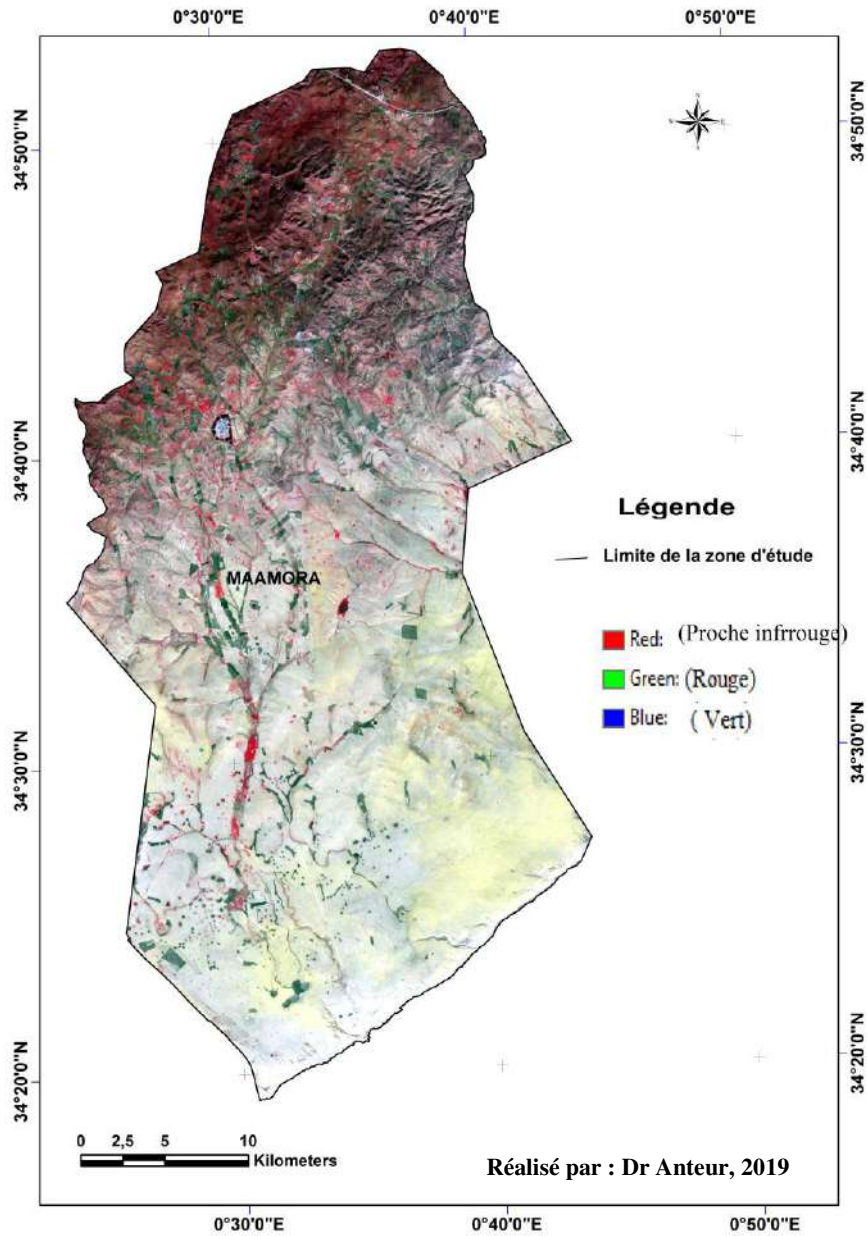 0°30'0"E 0°40'0"E 0°50'0"E
34°50'0"N 34°50'0"N
34°40'0"N 34°40'0"N
Légende
Limite de la zone d'étude
MAAMORA
Red: (Proche infrrouge)
Green: (Rouge)
Blue: ( Vert)
34°30'0"N 34°30'0"N
34°20'0"N 34°20'0"N
0 2,5 5 10
Kilometers
Réalisé par : Dr Anteur, 2019
0°30'0"E 0°40'0"E 0°50'0"E